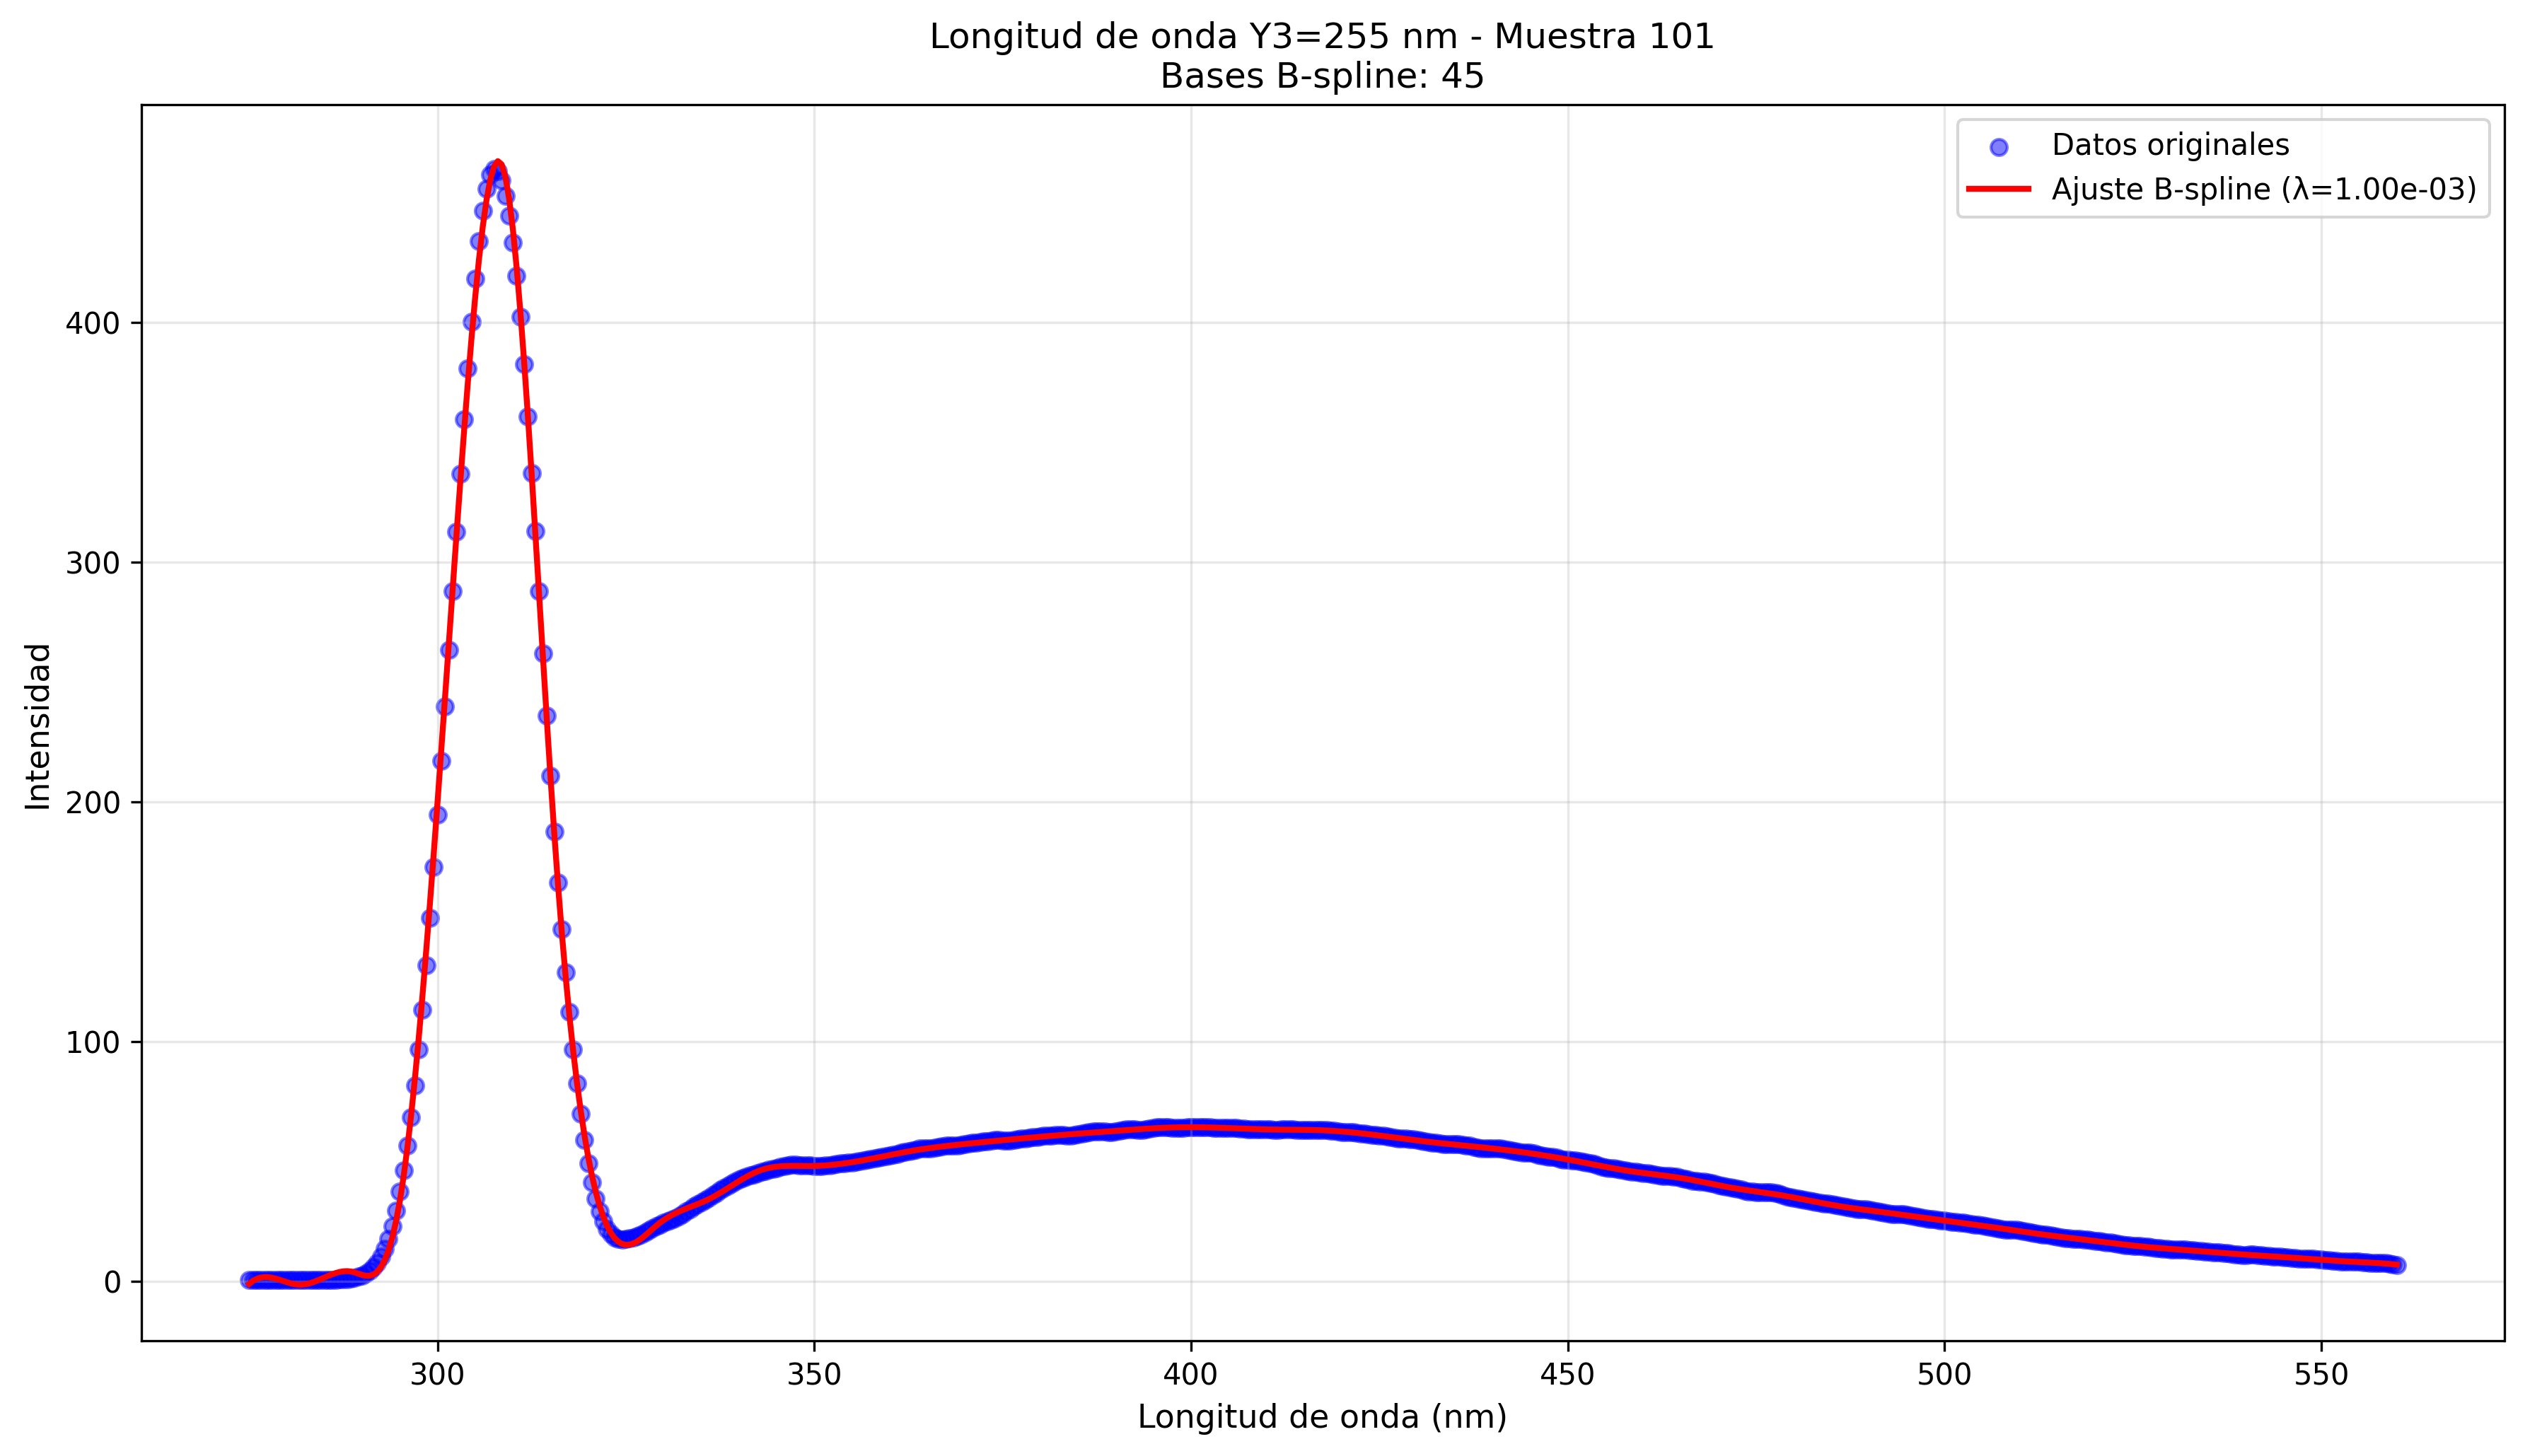 Longitud de onda Y3=255 nm - Muestra 101
Bases B-spline: 45
Datos originales
Ajuste B-spline (λ=1.00e-03)
Intensidad
400
300
200
100
0
300 350 400 450 500 550
Longitud de onda (nm)